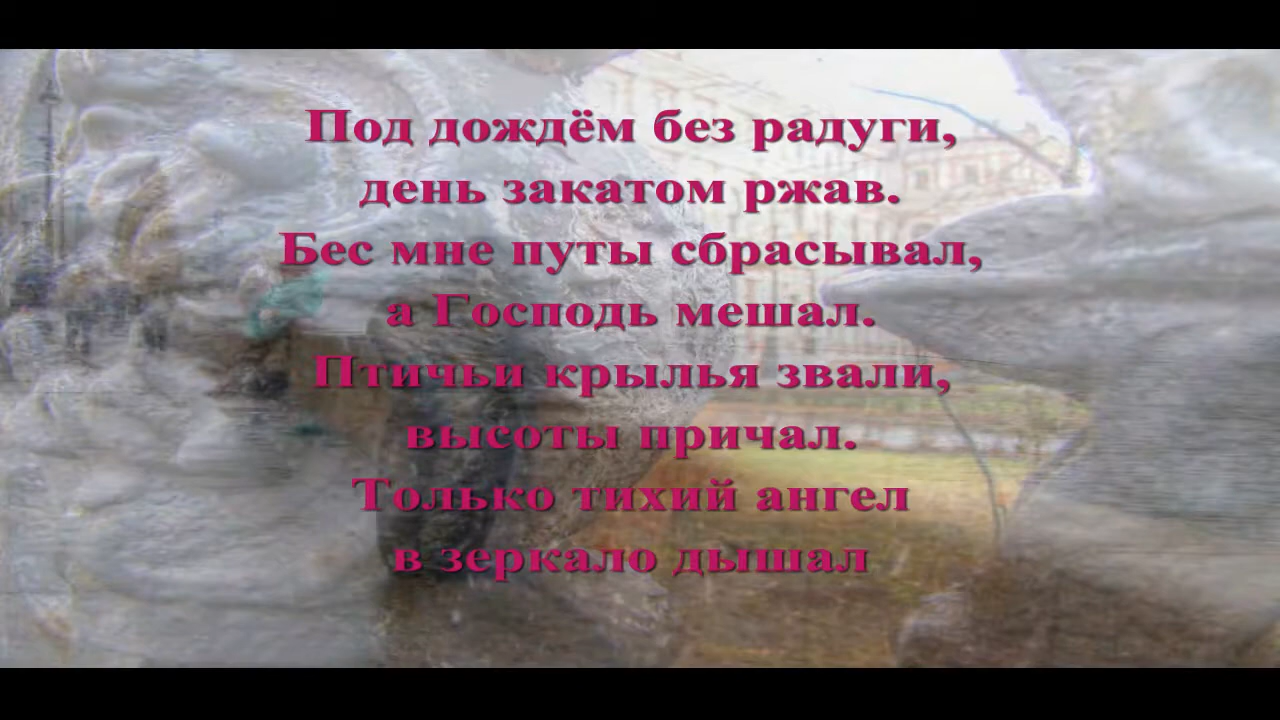 Под дождём без радуги,
день закатом ржав.
Бес мне путы сбрасывал,
а Господь мешал.
Птичьи крылья звали,
высоты причал.
Только тихий ангел
в зеркало дышал